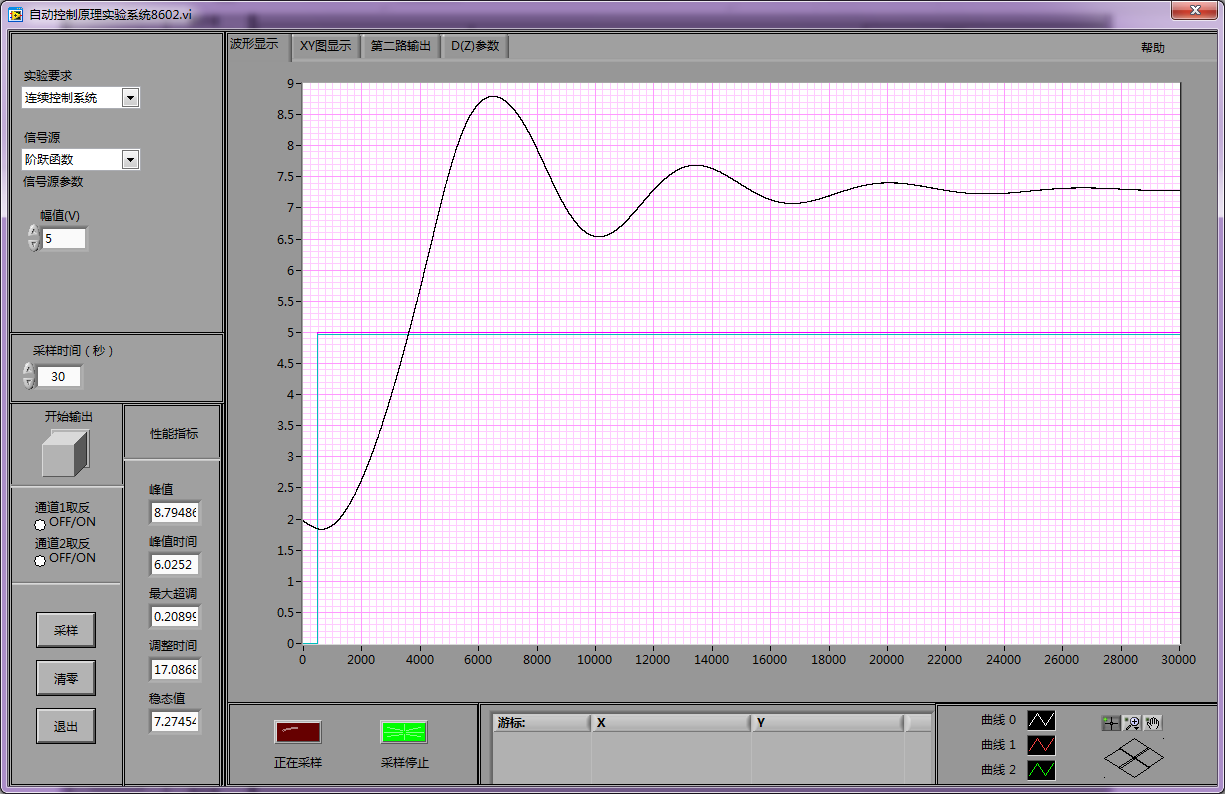 自动控制原理实验系统8602.vi
波形显示
XY图显示
第二路输出
D(Z)参数
帮助
实验要求
连续控制系统
信号源
阶跃函数
信号源参数
幅值(V)
5
采样时间（秒）
30
开始输出
性能指标
通道1取反
OFF/ON
通道2取反
OFF/ON
采样
清零
退出
峰值
8.79486
峰值时间
6.0252
最大超调
0.20899
调整时间
17.0868
稳态值
7.27454
9
8.5
8
7.5
7
6.5
6
5.5
5
4.5
4
3.5
3
2.5
2
1.5
1
0.5
0
0 2000 4000 6000 8000 10000 12000 14000 16000 18000 20000 22000 24000 26000 28000 30000
正在采样
采样停止
游标: X Y
曲线 0
曲线 1
曲线 2